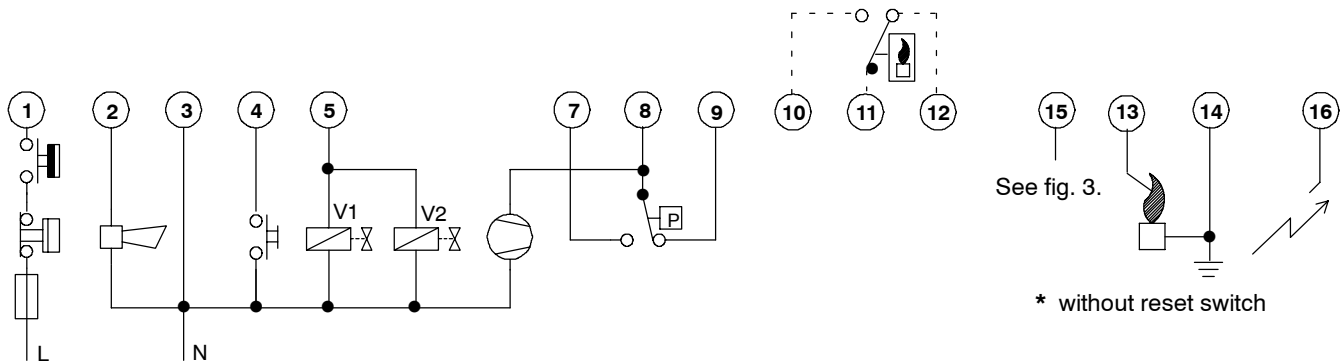 10 11 12
1 2 3 4 5 7 8 9 15 13 14 16
See fig. 3.
V1 V2 P
* without reset switch
L N